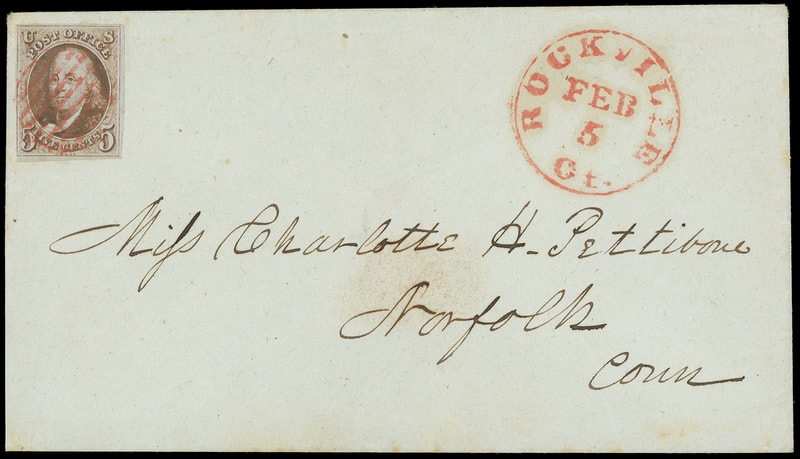 U S
POST OFFICE
FIVE CENTS
5 5
ROCKVILLE
FEB
5
Ct.
Miss Charlotte H. Pettibone
Norfolk
Conn